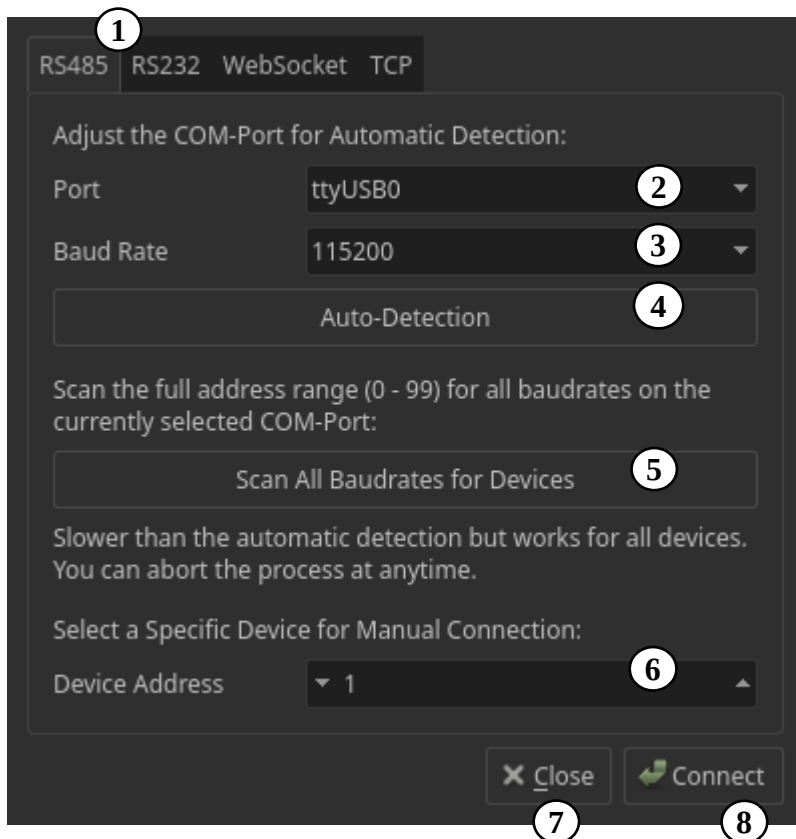 1
RS485 RS232 WebSocket TCP
Adjust the COM-Port for Automatic Detection:
Port ttyUSB0 2
Baud Rate 115200 3
Auto-Detection 4
Scan the full address range (0 - 99) for all baudrates on the
currently selected COM-Port:
Scan All Baudrates for Devices 5
Slower than the automatic detection but works for all devices.
You can abort the process at anytime.
Select a Specific Device for Manual Connection:
Device Address 1 6
Close Connect
7 8